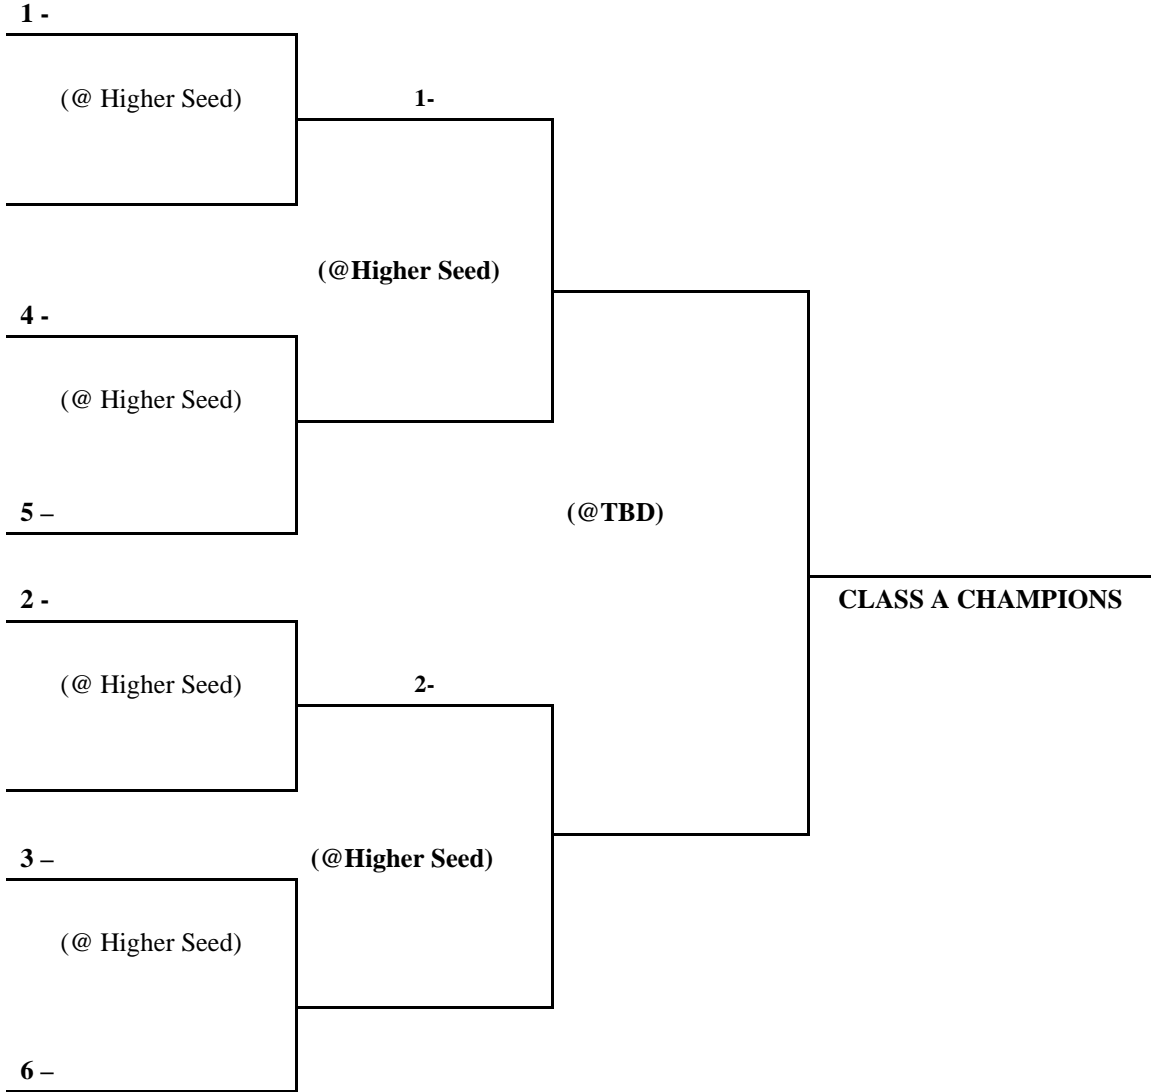 1 -
(@ Higher Seed)
1-
(@Higher Seed)
4 -
(@ Higher Seed)
5 –
(@TBD)
2 -
CLASS A CHAMPIONS
(@ Higher Seed)
2-
3 –
(@Higher Seed)
(@ Higher Seed)
6 –